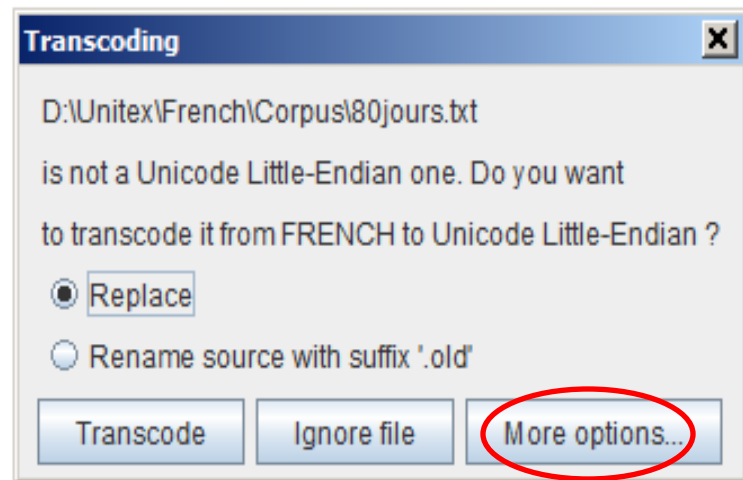 Transcoding
D:\Unitex\French\Corpus\80jours.txt
is not a Unicode Little-Endian one. Do you want
to transcode it from FRENCH to Unicode Little-Endian ?
Replace
Rename source with suffix '.old'
Transcode Ignore file More options...